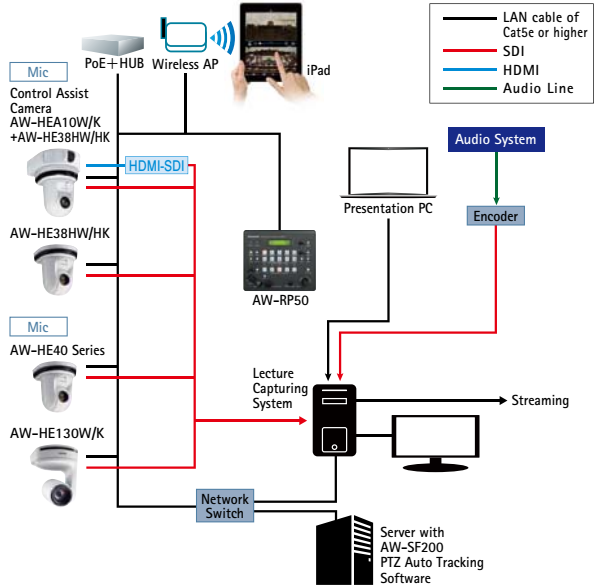 PoE+HUB
Wireless AP
iPad
LAN cable of
Cat5e or higher
SDI
HDMI
Audio Line
Mic
Control Assist
Camera
AW-HEA10W/K
+AW-HE38HW/HK
HDMI-SDI
Audio System
Presentation PC
Encoder
AW-HE38HW/HK
AW-RP50
Mic
AW-HE40 Series
Lecture
Capturing
System
Streaming
AW-HE130W/K
Network
Switch
Server with
AW-SF200
PTZ Auto Tracking
Software